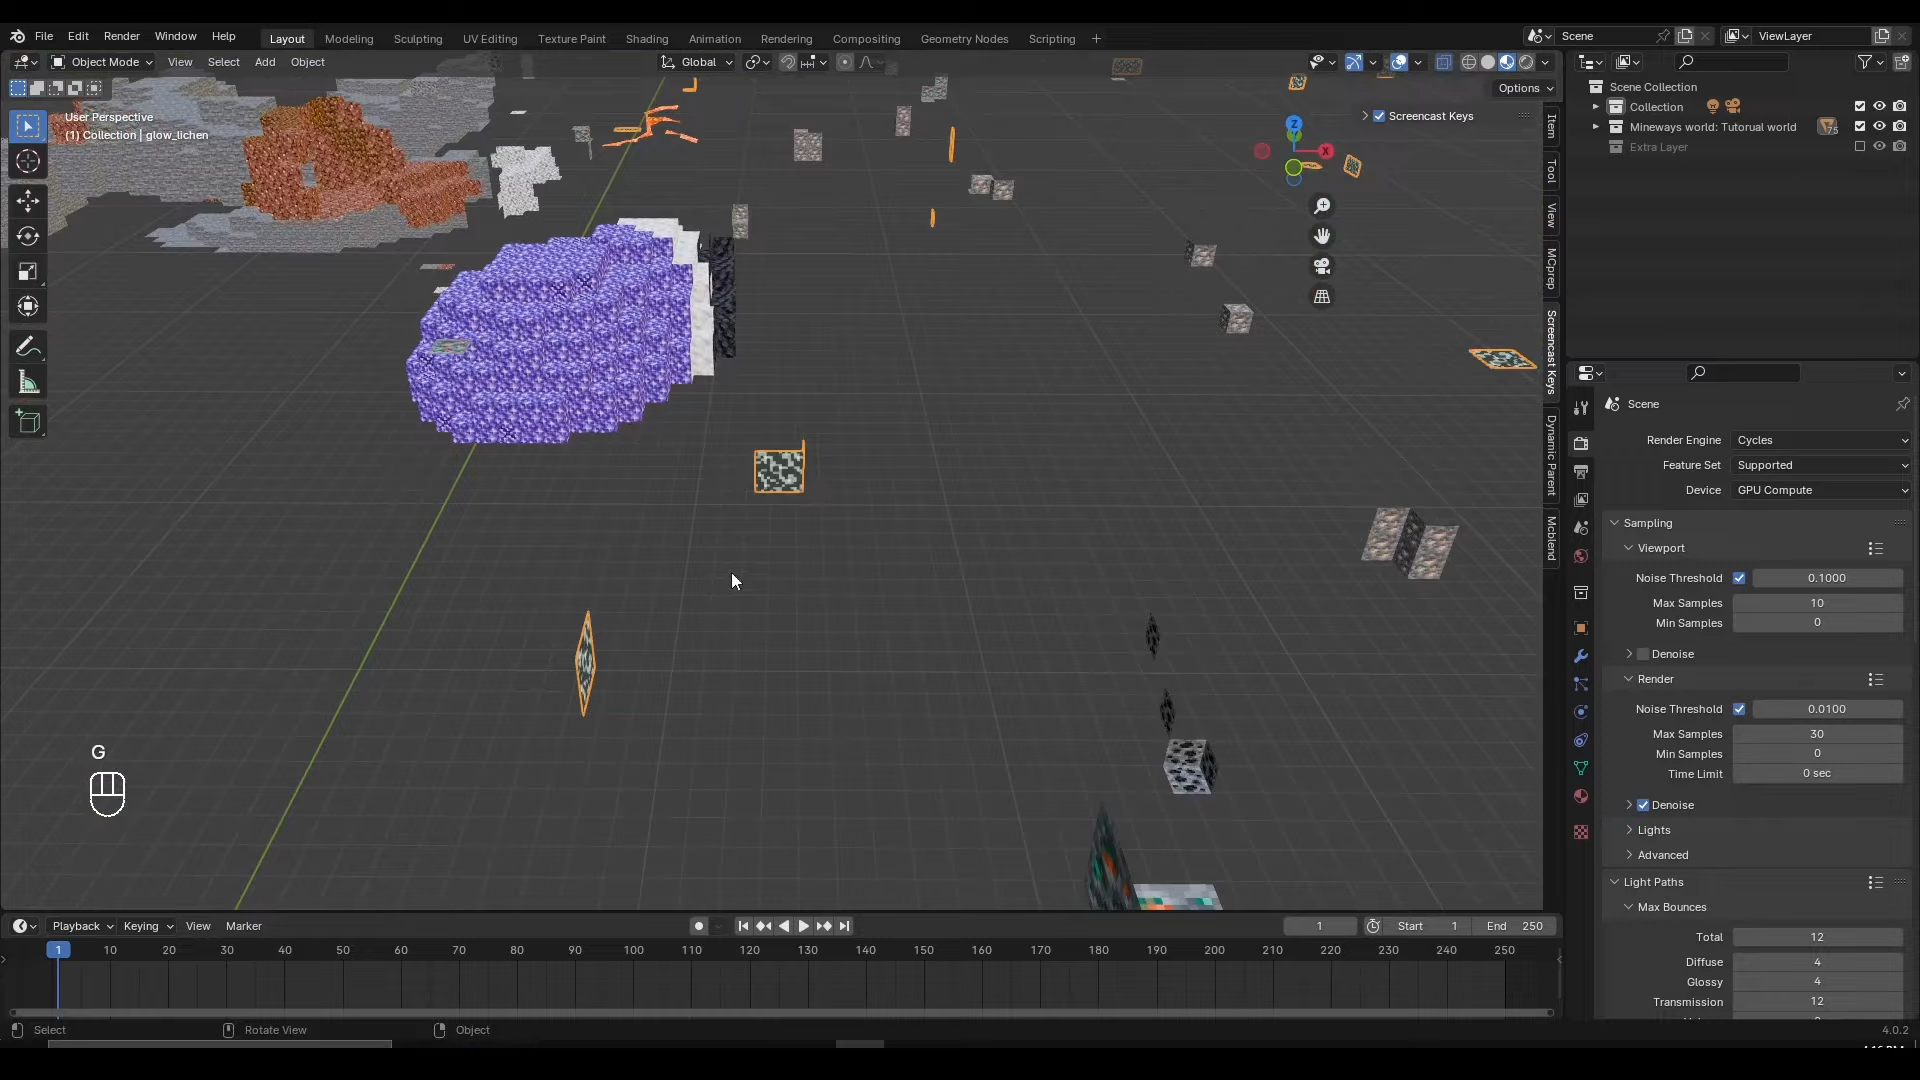 File Edit Render Window Help
Layout Modeling Sculpting UV Editing Texture Paint Shading Animation Rendering Compositing Geometry Nodes Scripting +
Scene
ViewLayer
Object Mode View Select Add Object
Global
Options
User Perspective
(1) Collection | glow_lichen
Screencast Keys
Z
X
Item
Tool
View
MCprep
Screencast Keys
Dynamic Parent
Mcblend
G
Scene Collection
Collection
Mineways world: Tutorual world 75
Extra Layer
Scene
Render Engine Cycles
Feature Set Supported
Device GPU Compute
Sampling
Viewport
Noise Threshold 0.1000
Max Samples 10
Min Samples 0
Denoise
Render
Noise Threshold 0.0100
Max Samples 30
Min Samples 0
Time Limit 0 sec
Denoise
Lights
Advanced
Light Paths
Max Bounces
Total 12
Diffuse 4
Glossy 4
Transmission 12
Playback Keying View Marker
1 Start 1 End 250
1 10 20 30 40 50 60 70 80 90 100 110 120 130 140 150 160 170 180 190 200 210 220 230 240 250
Select Rotate View Object
4.0.2